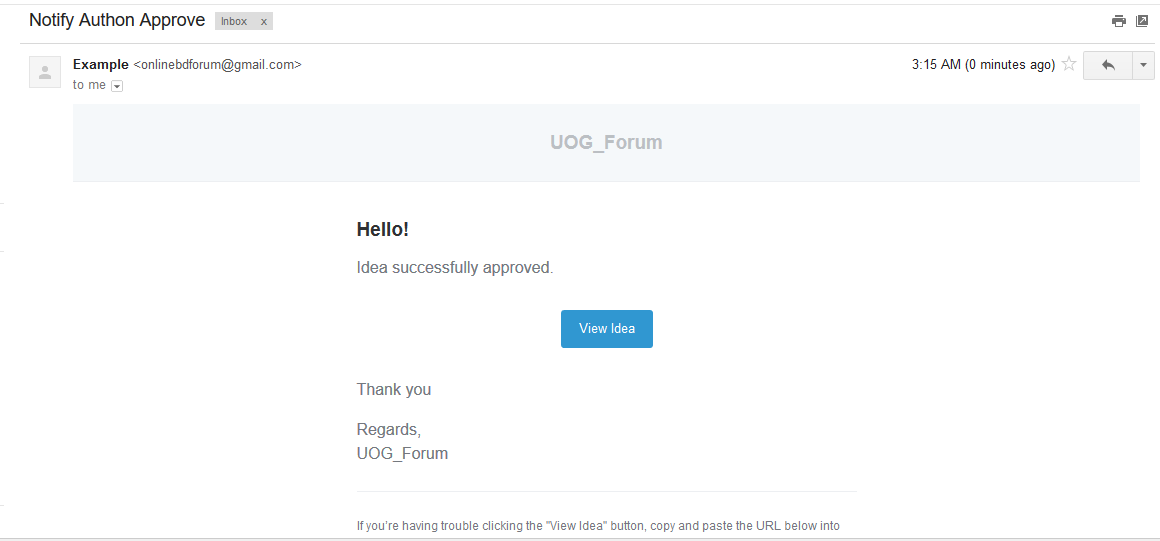 Notify Authon Approve Inbox x
Example <onlinebdforum@gmail.com> 3:15 AM (0 minutes ago)
to me
UOG_Forum
Hello!
Idea successfully approved.
View Idea
Thank you
Regards,
UOG_Forum
If you’re having trouble clicking the "View Idea" button, copy and paste the URL below into